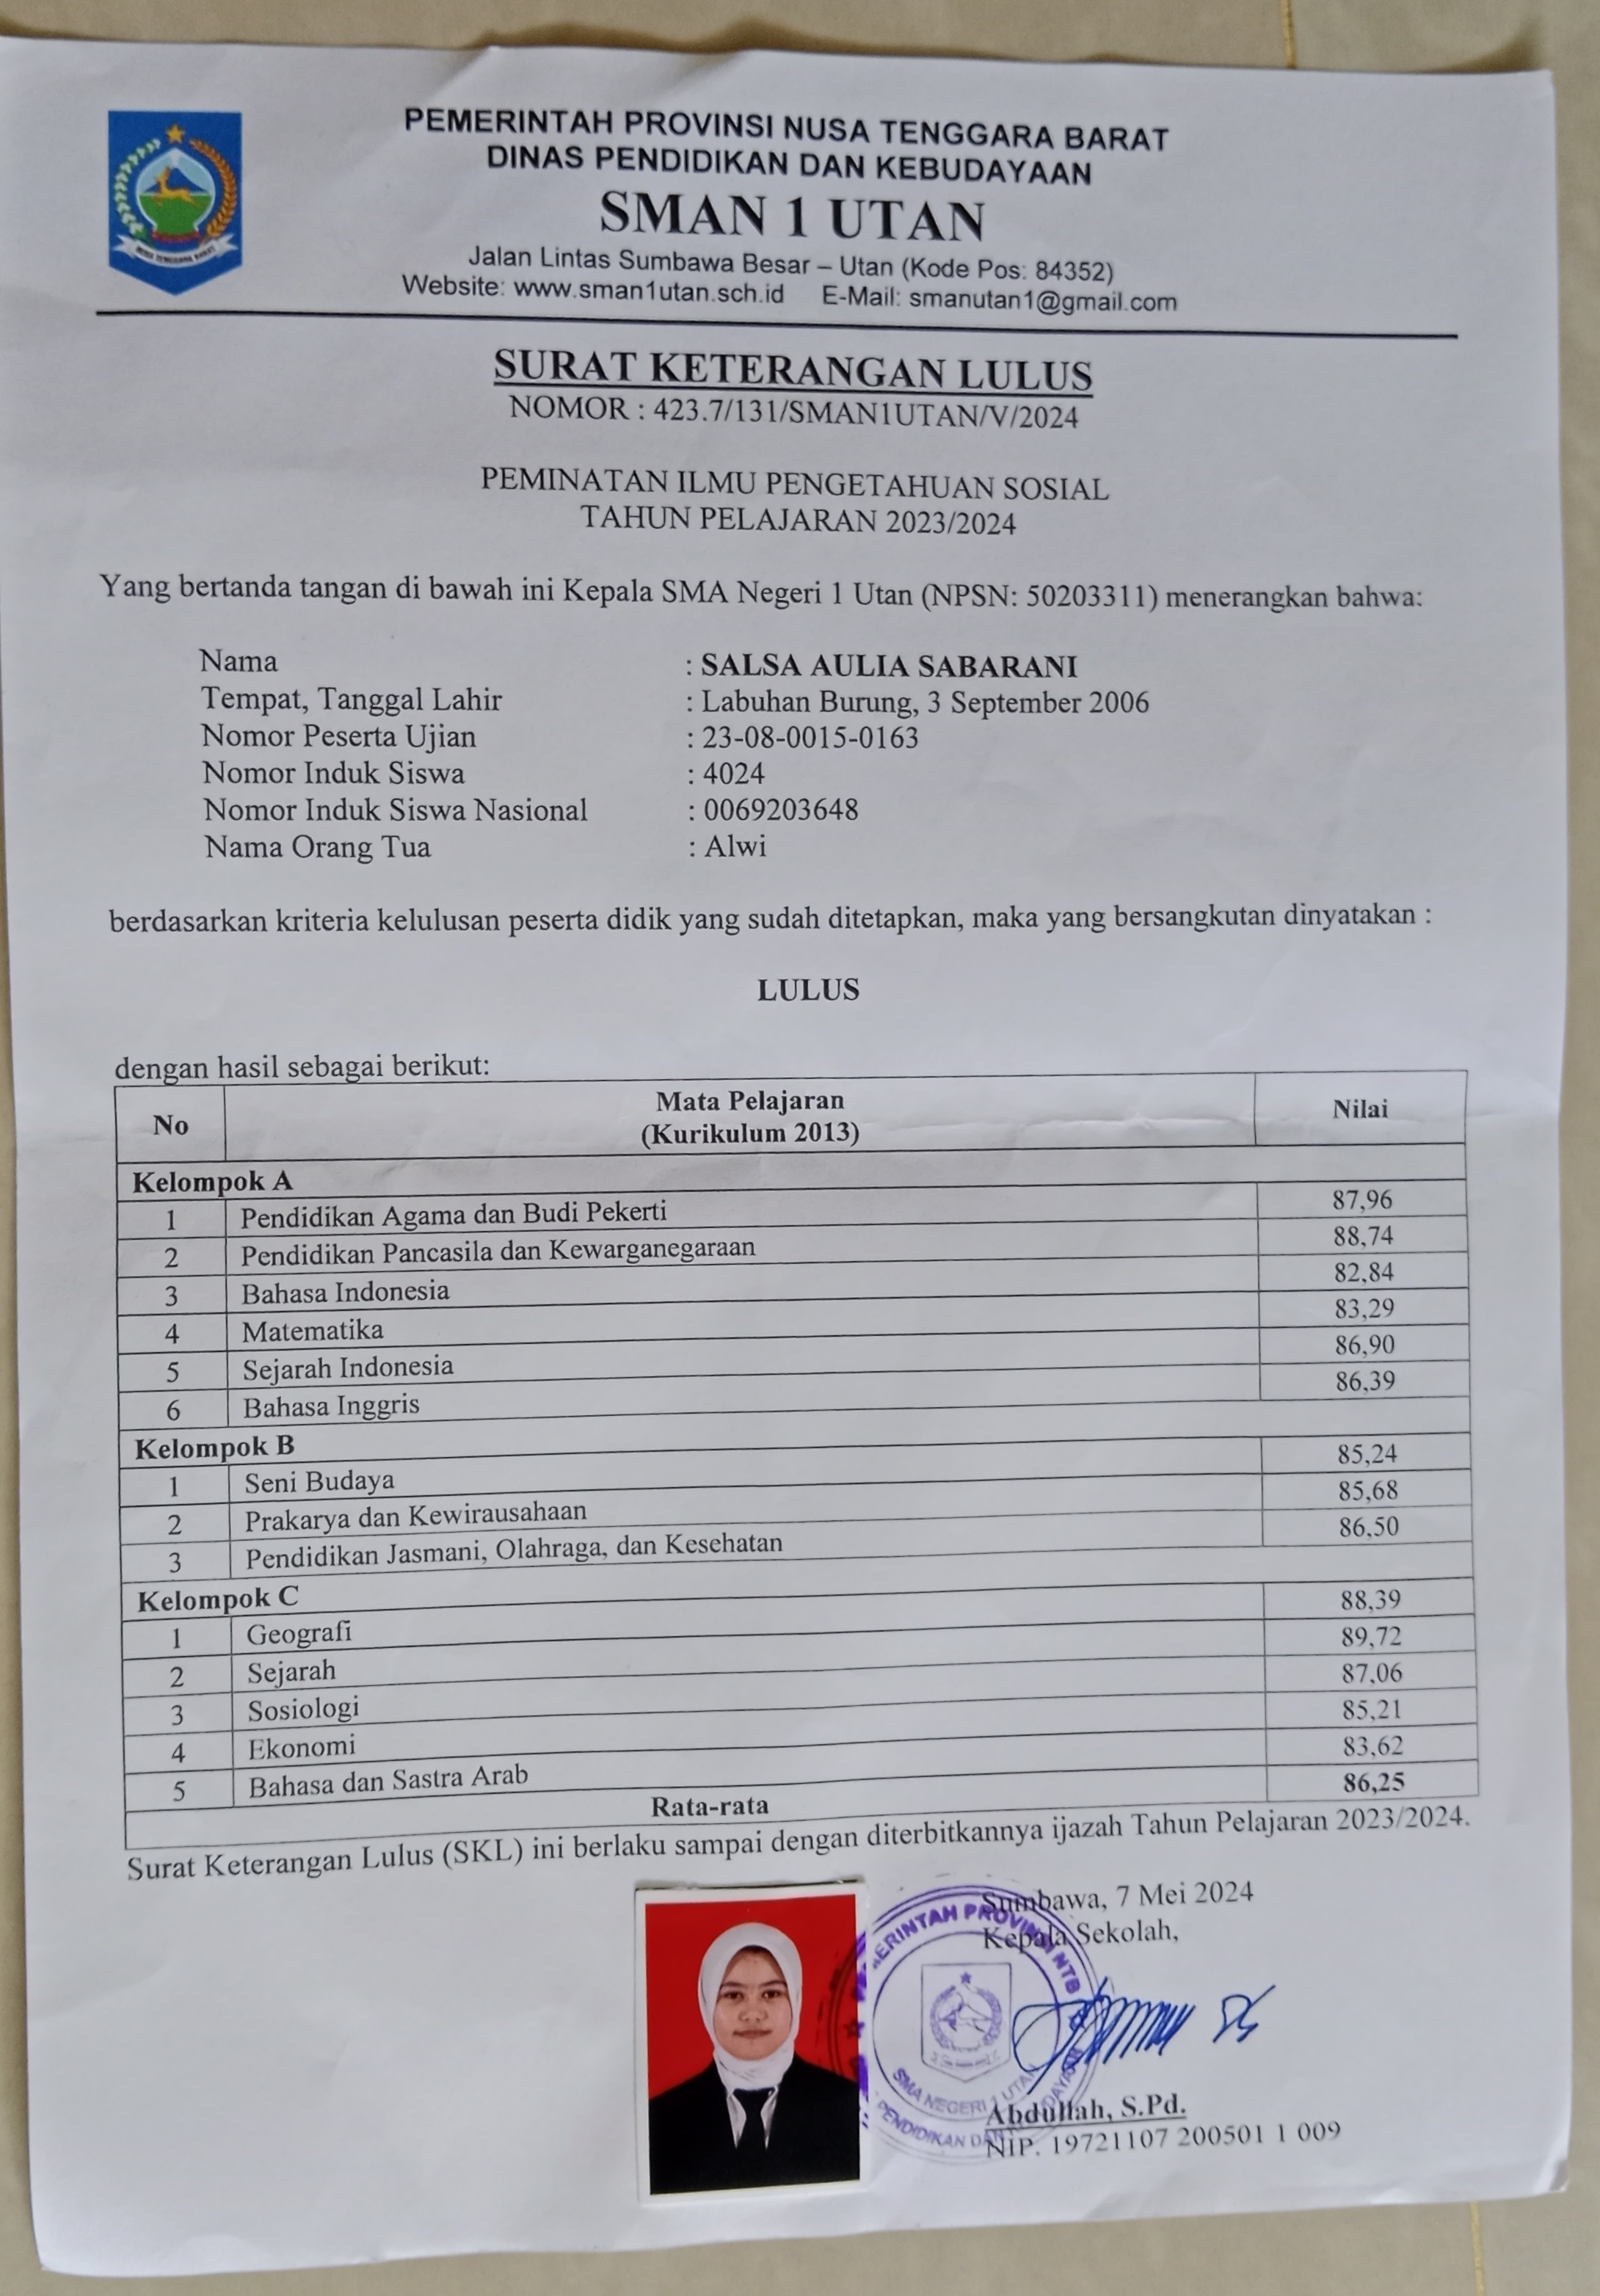 PEMERINTAH PROVINSI NUSA TENGGARA BARAT
DINAS PENDIDIKAN DAN KEBUDAYAAN
SMAN 1 UTAN
Jalan Lintas Sumbawa Besar – Utan (Kode Pos: 84352)
Website: www.sman1utan.sch.id E-Mail: smanutan1@gmail.com
NUSA TENGGARA BARAT
SURAT KETERANGAN LULUS
NOMOR : 423.7/131/SMAN1UTAN/V/2024
PEMINATAN ILMU PENGETAHUAN SOSIAL
TAHUN PELAJARAN 2023/2024
Yang bertanda tangan di bawah ini Kepala SMA Negeri 1 Utan (NPSN: 50203311) menerangkan bahwa:
Nama : SALSA AULIA SABARANI
Tempat, Tanggal Lahir : Labuhan Burung, 3 September 2006
Nomor Peserta Ujian : 23-08-0015-0163
Nomor Induk Siswa : 4024
Nomor Induk Siswa Nasional : 0069203648
Nama Orang Tua : Alwi
berdasarkan kriteria kelulusan peserta didik yang sudah ditetapkan, maka yang bersangkutan dinyatakan :
LULUS
dengan hasil sebagai berikut:
No Mata Pelajaran Nilai
(Kurikulum 2013)
Kelompok A
1 Pendidikan Agama dan Budi Pekerti 87,96
2 Pendidikan Pancasila dan Kewarganegaraan 88,74
3 Bahasa Indonesia 82,84
4 Matematika 83,29
5 Sejarah Indonesia 86,90
6 Bahasa Inggris 86,39
Kelompok B
1 Seni Budaya 85,24
2 Prakarya dan Kewirausahaan 85,68
3 Pendidikan Jasmani, Olahraga, dan Kesehatan 86,50
Kelompok C
1 Geografi 88,39
2 Sejarah 89,72
3 Sosiologi 87,06
4 Ekonomi 85,21
5 Bahasa dan Sastra Arab 83,62
Rata-rata 86,25
Surat Keterangan Lulus (SKL) ini berlaku sampai dengan diterbitkannya ijazah Tahun Pelajaran 2023/2024.
Sumbawa, 7 Mei 2024
Kepala Sekolah,
PROVINSI NTB
SMA NEGERI 1 UTAN
PENDIDIKAN DAN
Abdullah, S.Pd.
NIP. 19721107 200501 1 009